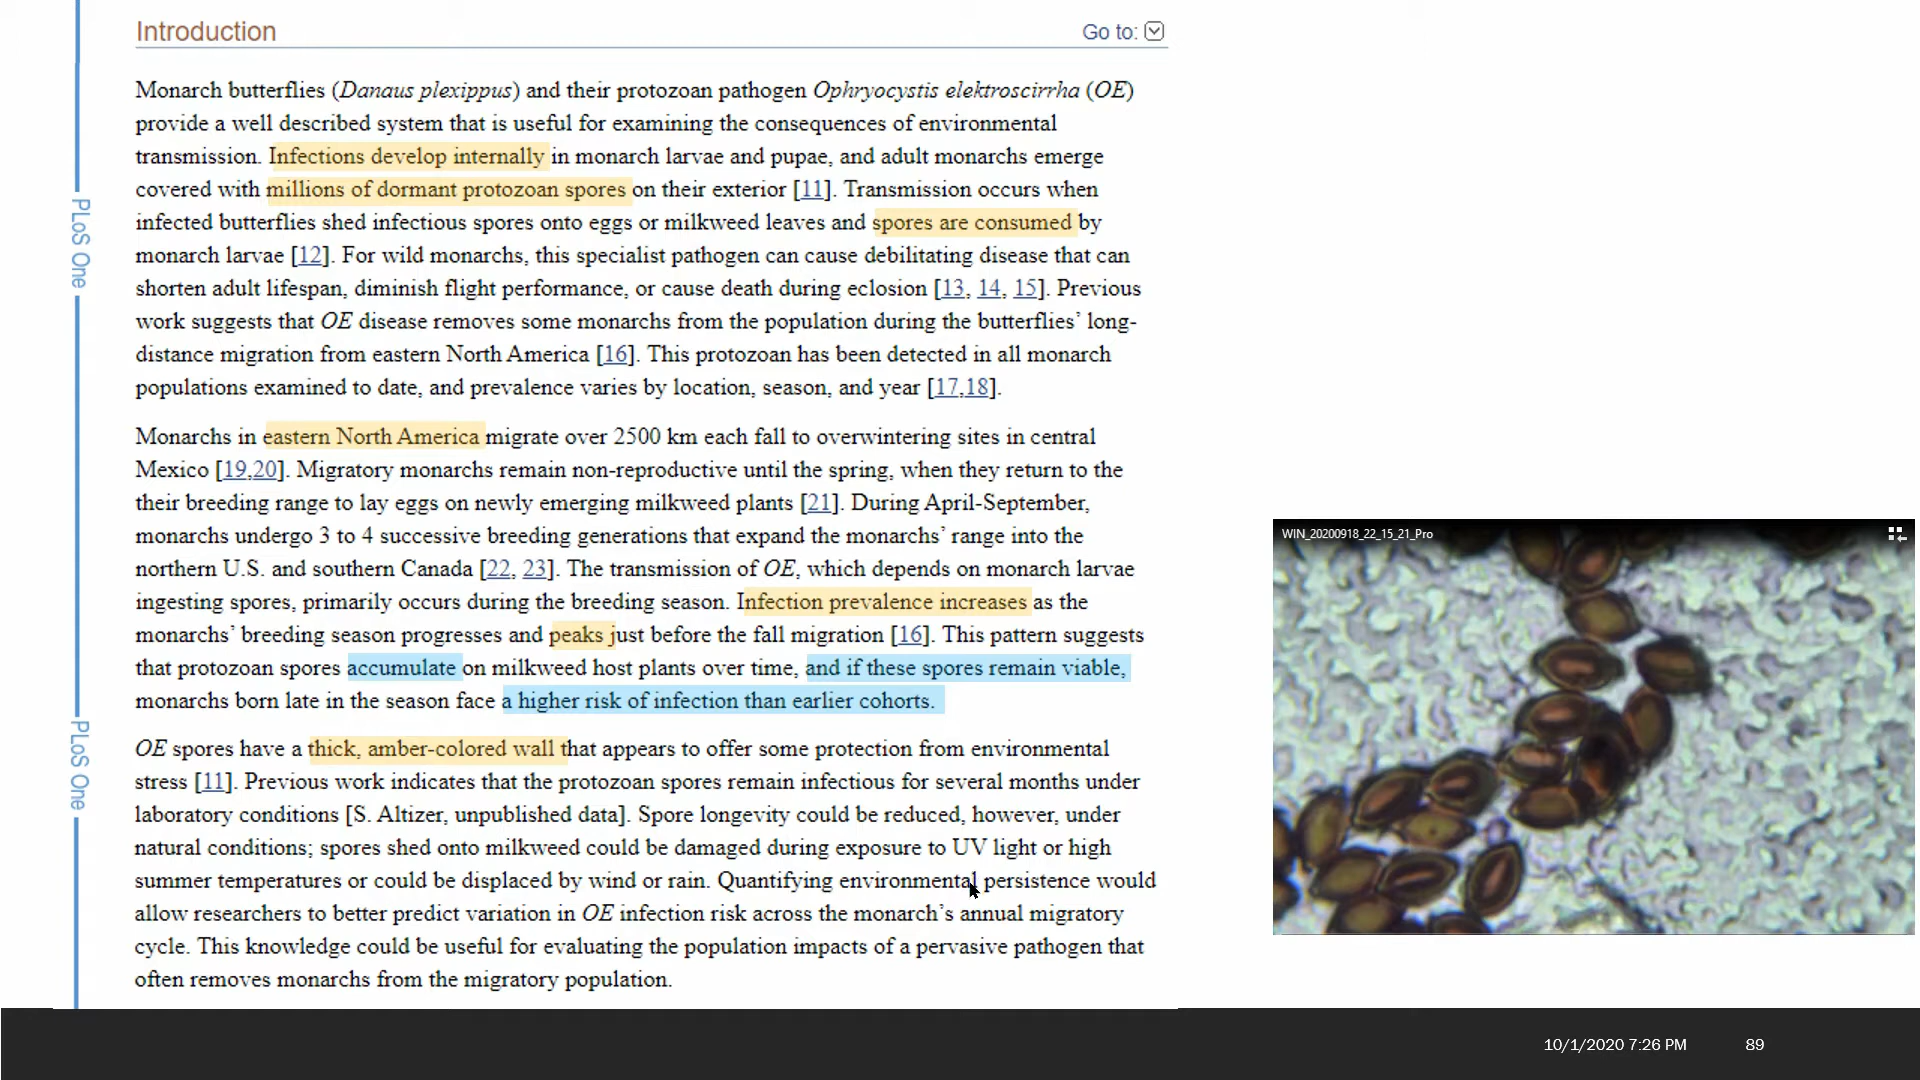 Introduction
Go to:
Monarch butterflies (Danaus plexippus) and their protozoan pathogen Ophryocystis elektroscirrha (OE)
provide a well described system that is useful for examining the consequences of environmental
transmission. Infections develop internally in monarch larvae and pupae, and adult monarchs emerge
covered with millions of dormant protozoan spores on their exterior [11]. Transmission occurs when
infected butterflies shed infectious spores onto eggs or milkweed leaves and spores are consumed by
monarch larvae [12]. For wild monarchs, this specialist pathogen can cause debilitating disease that can
shorten adult lifespan, diminish flight performance, or cause death during eclosion [13, 14, 15]. Previous
work suggests that OE disease removes some monarchs from the population during the butterflies' long-
distance migration from eastern North America [16]. This protozoan has been detected in all monarch
populations examined to date, and prevalence varies by location, season, and year [17,18].
Monarchs in eastern North America migrate over 2500 km each fall to overwintering sites in central
Mexico [19,20]. Migratory monarchs remain non-reproductive until the spring, when they return to the
their breeding range to lay eggs on newly emerging milkweed plants [21]. During April-September,
monarchs undergo 3 to 4 successive breeding generations that expand the monarchs' range into the
northern U.S. and southern Canada [22, 23]. The transmission of OE, which depends on monarch larvae
ingesting spores, primarily occurs during the breeding season. Infection prevalence increases as the
monarchs' breeding season progresses and peaks just before the fall migration [16]. This pattern suggests
that protozoan spores accumulate on milkweed host plants over time, and if these spores remain viable,
monarchs born late in the season face a higher risk of infection than earlier cohorts.
OE spores have a thick, amber-colored wall that appears to offer some protection from environmental
stress [11]. Previous work indicates that the protozoan spores remain infectious for several months under
laboratory conditions [S. Altizer, unpublished data]. Spore longevity could be reduced, however, under
natural conditions; spores shed onto milkweed could be damaged during exposure to UV light or high
summer temperatures or could be displaced by wind or rain. Quantifying environmental persistence would
allow researchers to better predict variation in OE infection risk across the monarch's annual migratory
cycle. This knowledge could be useful for evaluating the population impacts of a pervasive pathogen that
often removes monarchs from the migratory population.
PLoS One
PLoS One
WIN_20200918_22_15_21_Pro
10/1/2020 7:26 PM
89